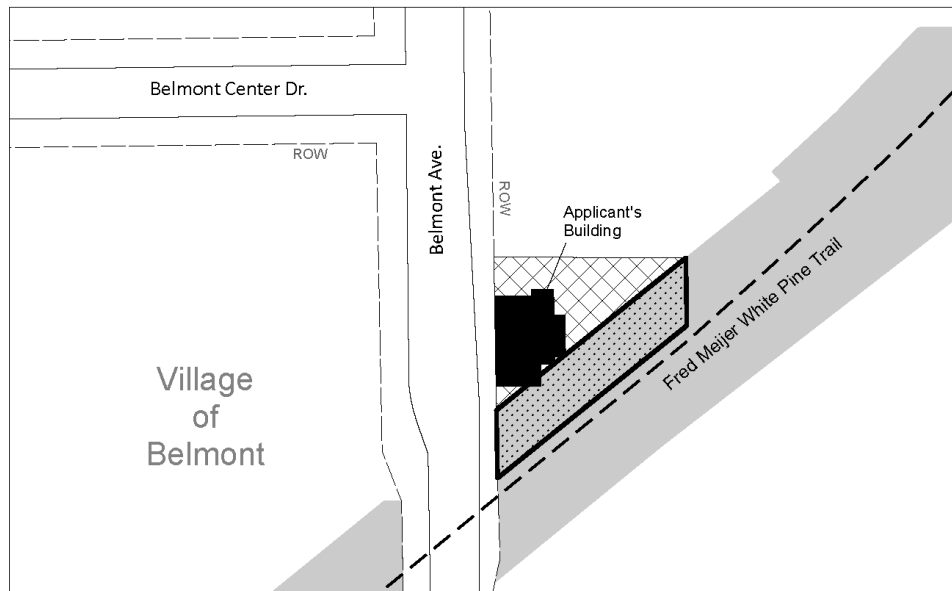 Belmont Center Dr.
ROW
Belmont Ave.
ROW
Applicant's
Building
Fred Meijer White Pine Trail
Village
of
Belmont